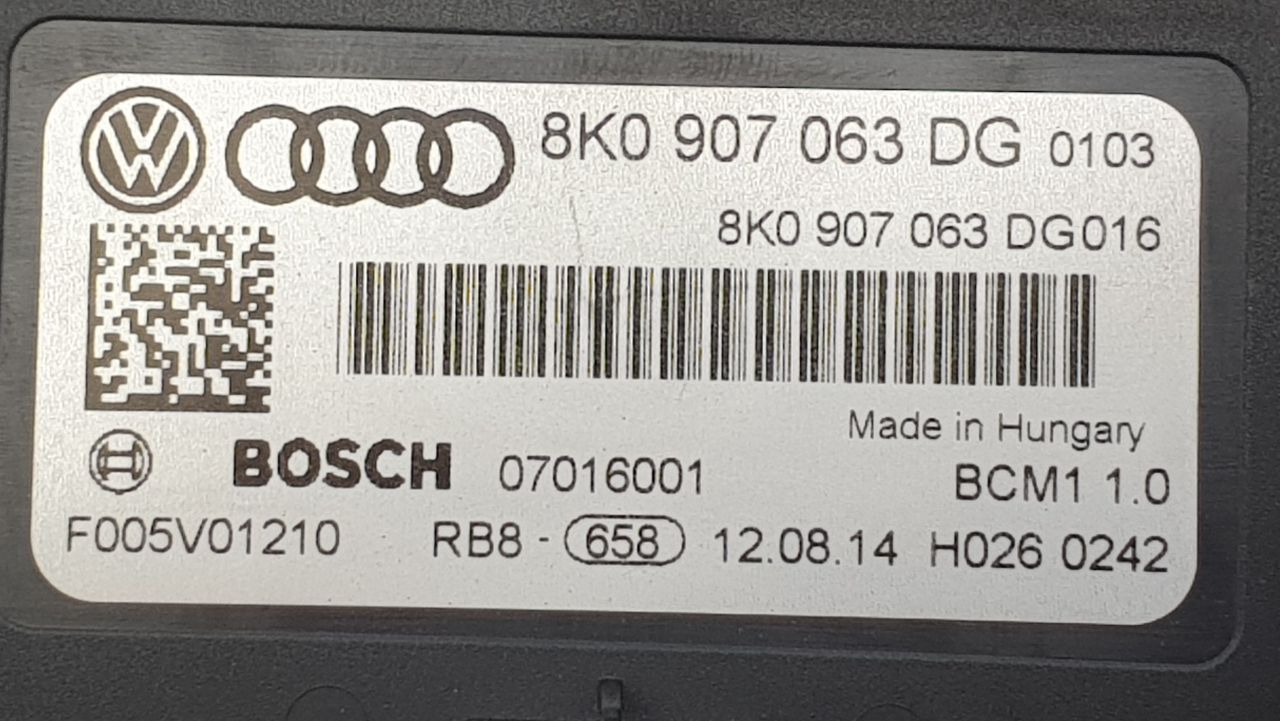 8K0 907 063 DG 0103
8K0 907 063 DG016
Made in Hungary
BOSCH 07016001 BCM1 1.0
F005V01210 RB8 - 658 12.08.14 H026 0242